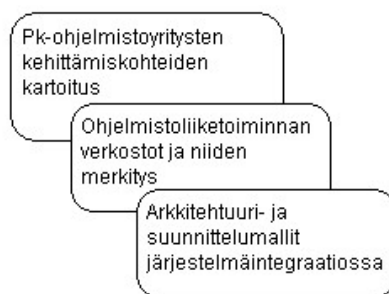 Pk-ohjelmistoyritysten
kehittämiskohteiden
kartoitus
Ohjelmistoliiketoiminnan
verkostot ja niiden
merkitys
Arkkitehtuuri- ja
suunnittelumallit
järjestelmäintegraatiossa